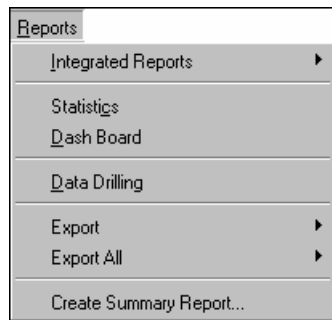 Reports
Integrated Reports
Statistics
Dash Board
Data Drilling
Export
Export All
Create Summary Report...